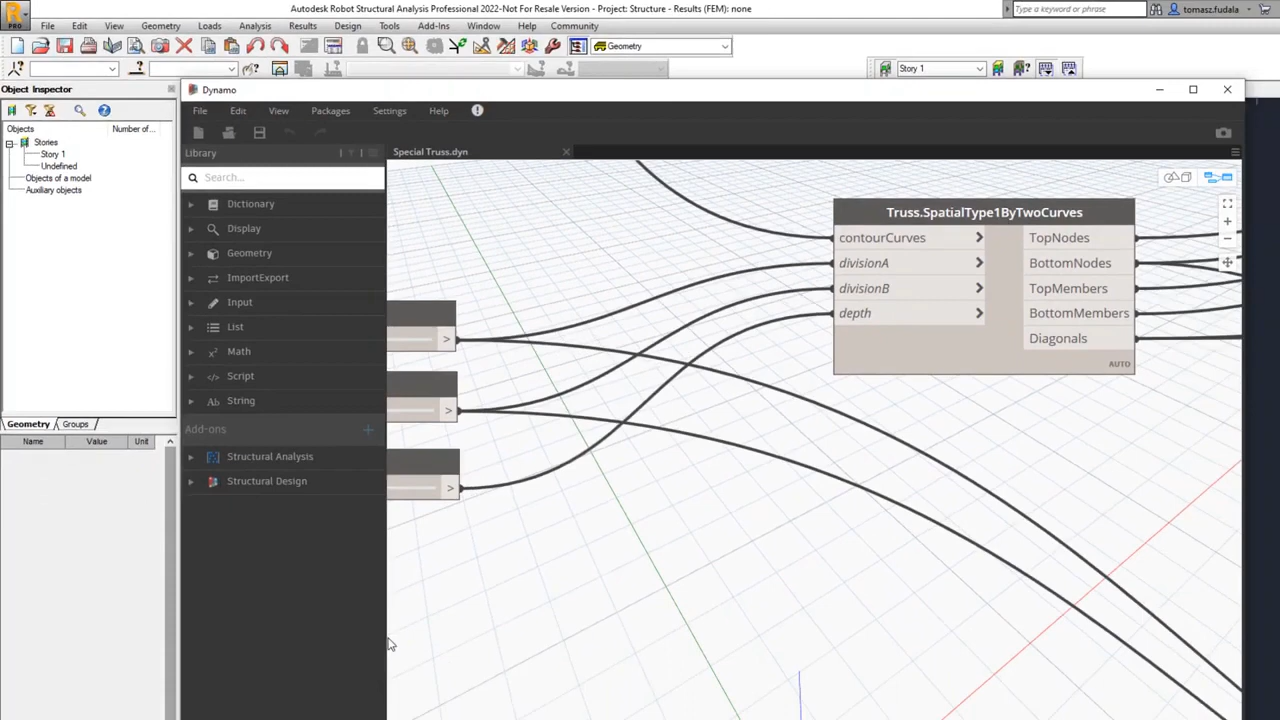 Autodesk Robot Structural Analysis Professional 2022-Not For Resale Version - Project: Structure - Results (FEM): none
Type a keyword or phrase
tomasz.fudala
PRO
File Edit View Geometry Loads Analysis Results Design Tools Add-Ins Window Help Community
Geometry
Story 1
Object Inspector
Dynamo
File Edit View Packages Settings Help
Objects Number of...
Stories
Story 1
Undefined
Objects of a model
Auxiliary objects
Library
Special Truss.dyn
Search...
Dictionary
Display
Geometry
ImportExport
Input
List
Math
Script
String
Add-ons
Structural Analysis
Structural Design
Truss.SpatialType1ByTwoCurves
contourCurves > TopNodes
divisionA > BottomNodes
divisionB > TopMembers
depth > BottomMembers
Diagonals
AUTO
>
>
>
Geometry Groups
Name Value Unit